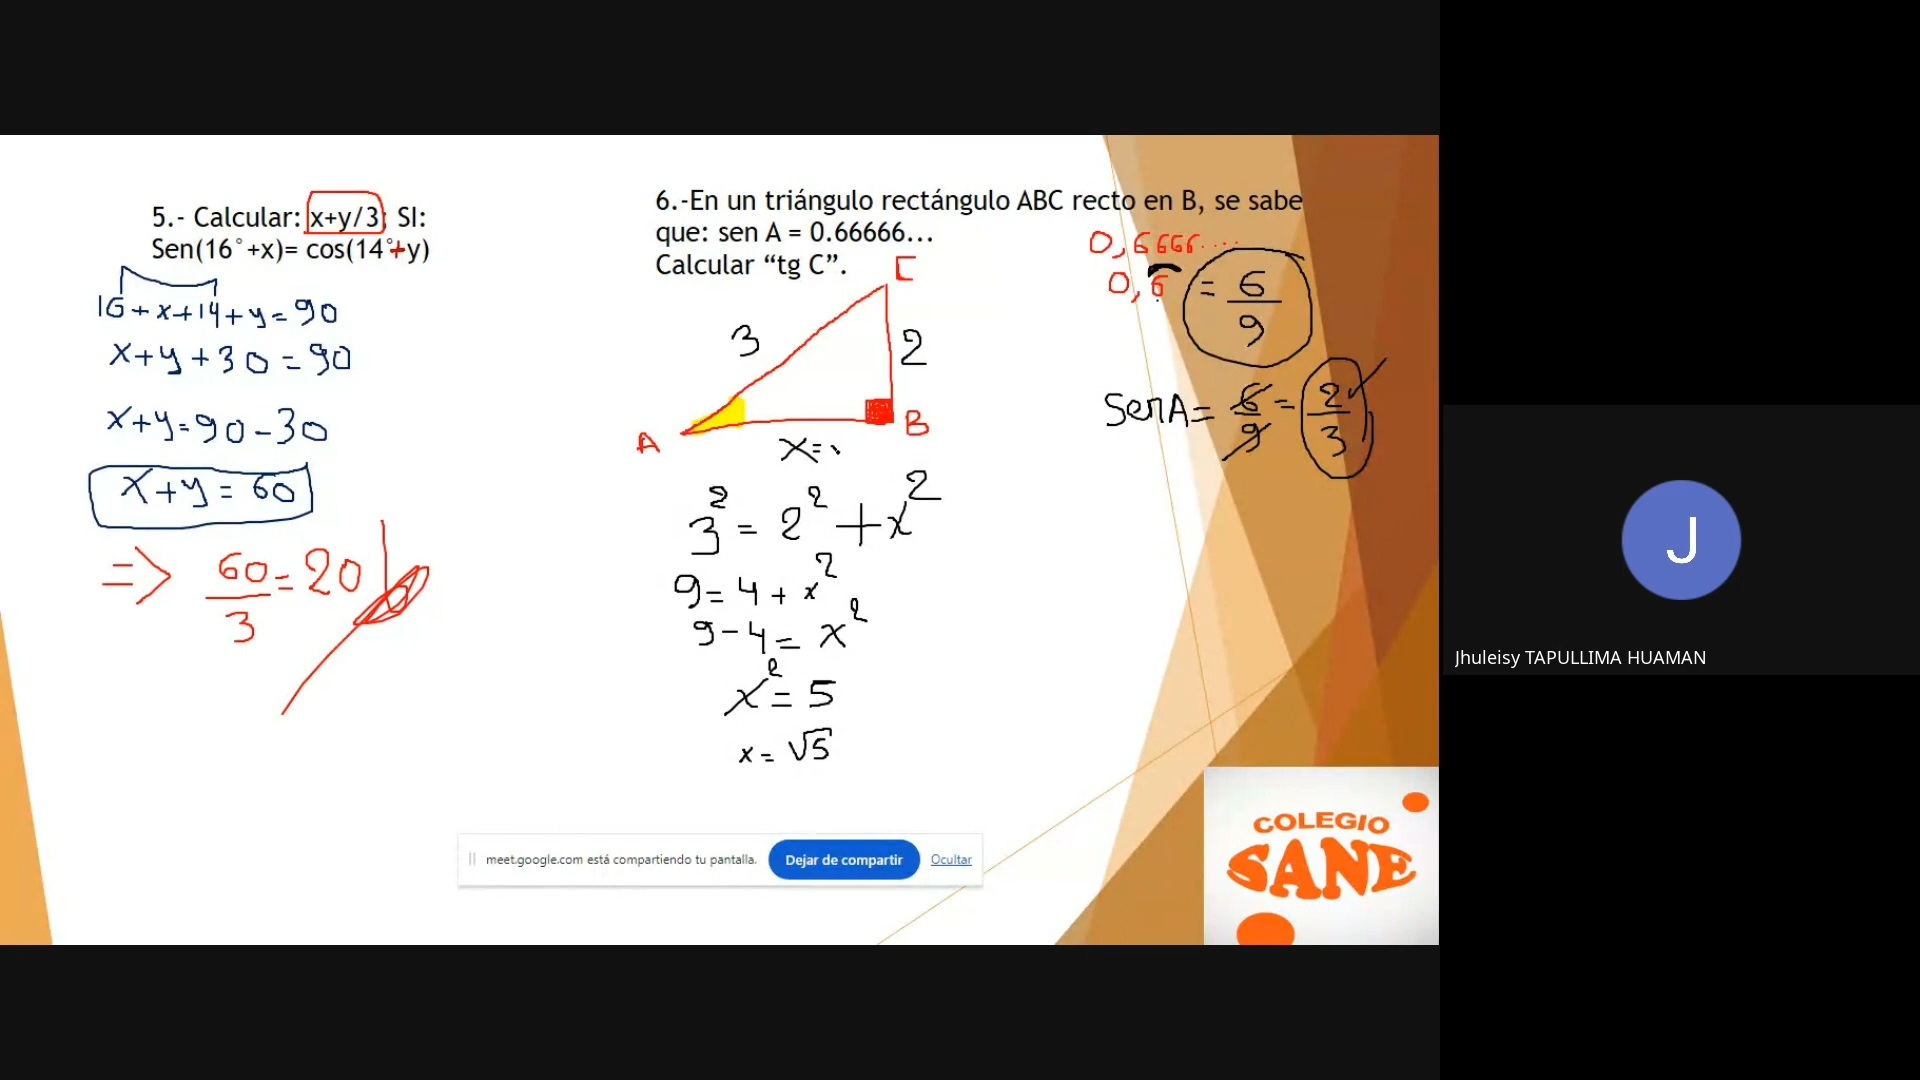 5.- Calcular: x+y/3; SI:
Sen(16°+x)= cos(14°+y)
16+x+14+y=90
x+y+30=90
x+y=90-30
x+y=60
=> 60/3=20
6.-En un triángulo rectángulo ABC recto en B, se sabe
que: sen A = 0.66666...
Calcular “tg C”.
0,6666....
0,6 = 6/9
SenA= 6/9 = 2/3
C
3
2
A
B
x=
3²=2²+x²
9=4+x²
9-4=x²
x²=5
x=√5
meet.google.com está compartiendo tu pantalla.
Dejar de compartir
Ocultar
COLEGIO
SANE
J
Jhuleisy TAPULLIMA HUAMAN